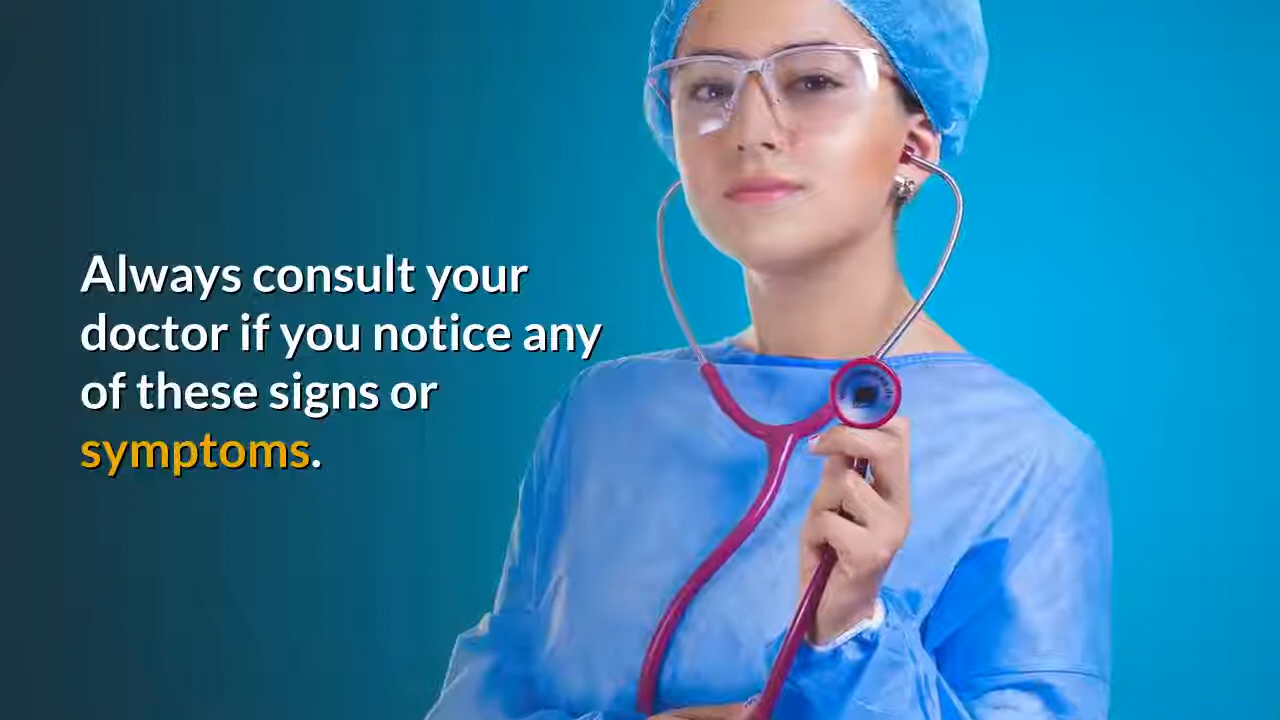 Always consult your
doctor if you notice any
of these signs or
symptoms.